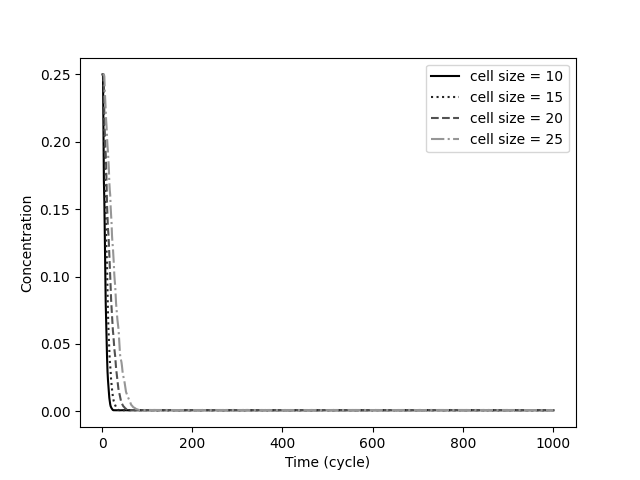 cell size = 10
cell size = 15
cell size = 20
cell size = 25
Concentration
0.25
0.20
0.15
0.10
0.05
0.00
0 200 400 600 800 1000
Time (cycle)